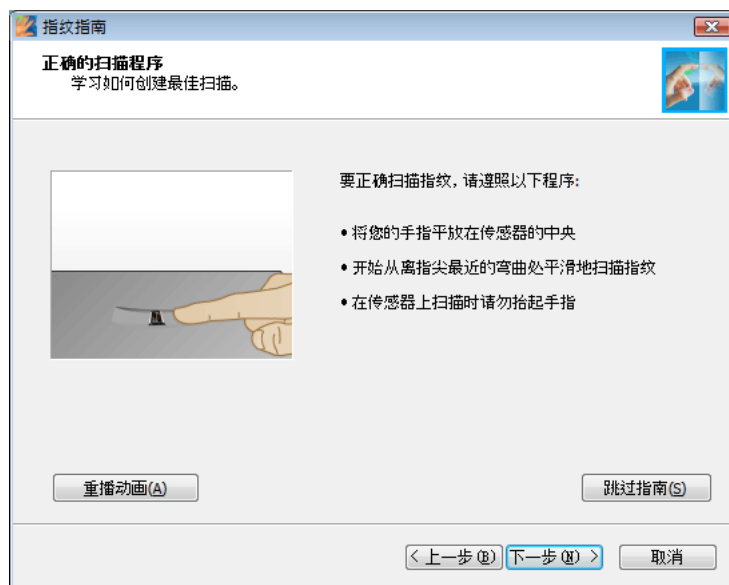 指纹指南
正确的扫描程序
学习如何创建最佳扫描。
要正确扫描指纹，请遵照以下程序：
• 将您的手指平放在传感器的中央
• 开始从离指尖最近的弯曲处平滑地扫描指纹
• 在传感器上扫描时请勿抬起手指
重播动画(A)
跳过指南(S)
< 上一步(B)
下一步(N) >
取消